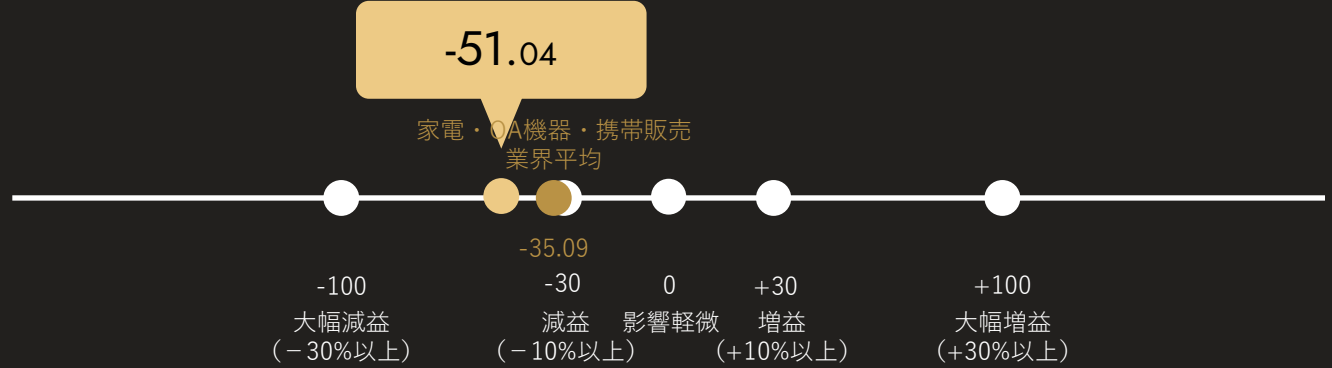 -51.04
家電・OA機器・携帯販売
業界平均
-35.09
-100
大幅減益
（－30%以上）
-30
減益
（－10%以上）
0
影響軽微
+30
増益
（+10%以上）
+100
大幅増益
（+30%以上）